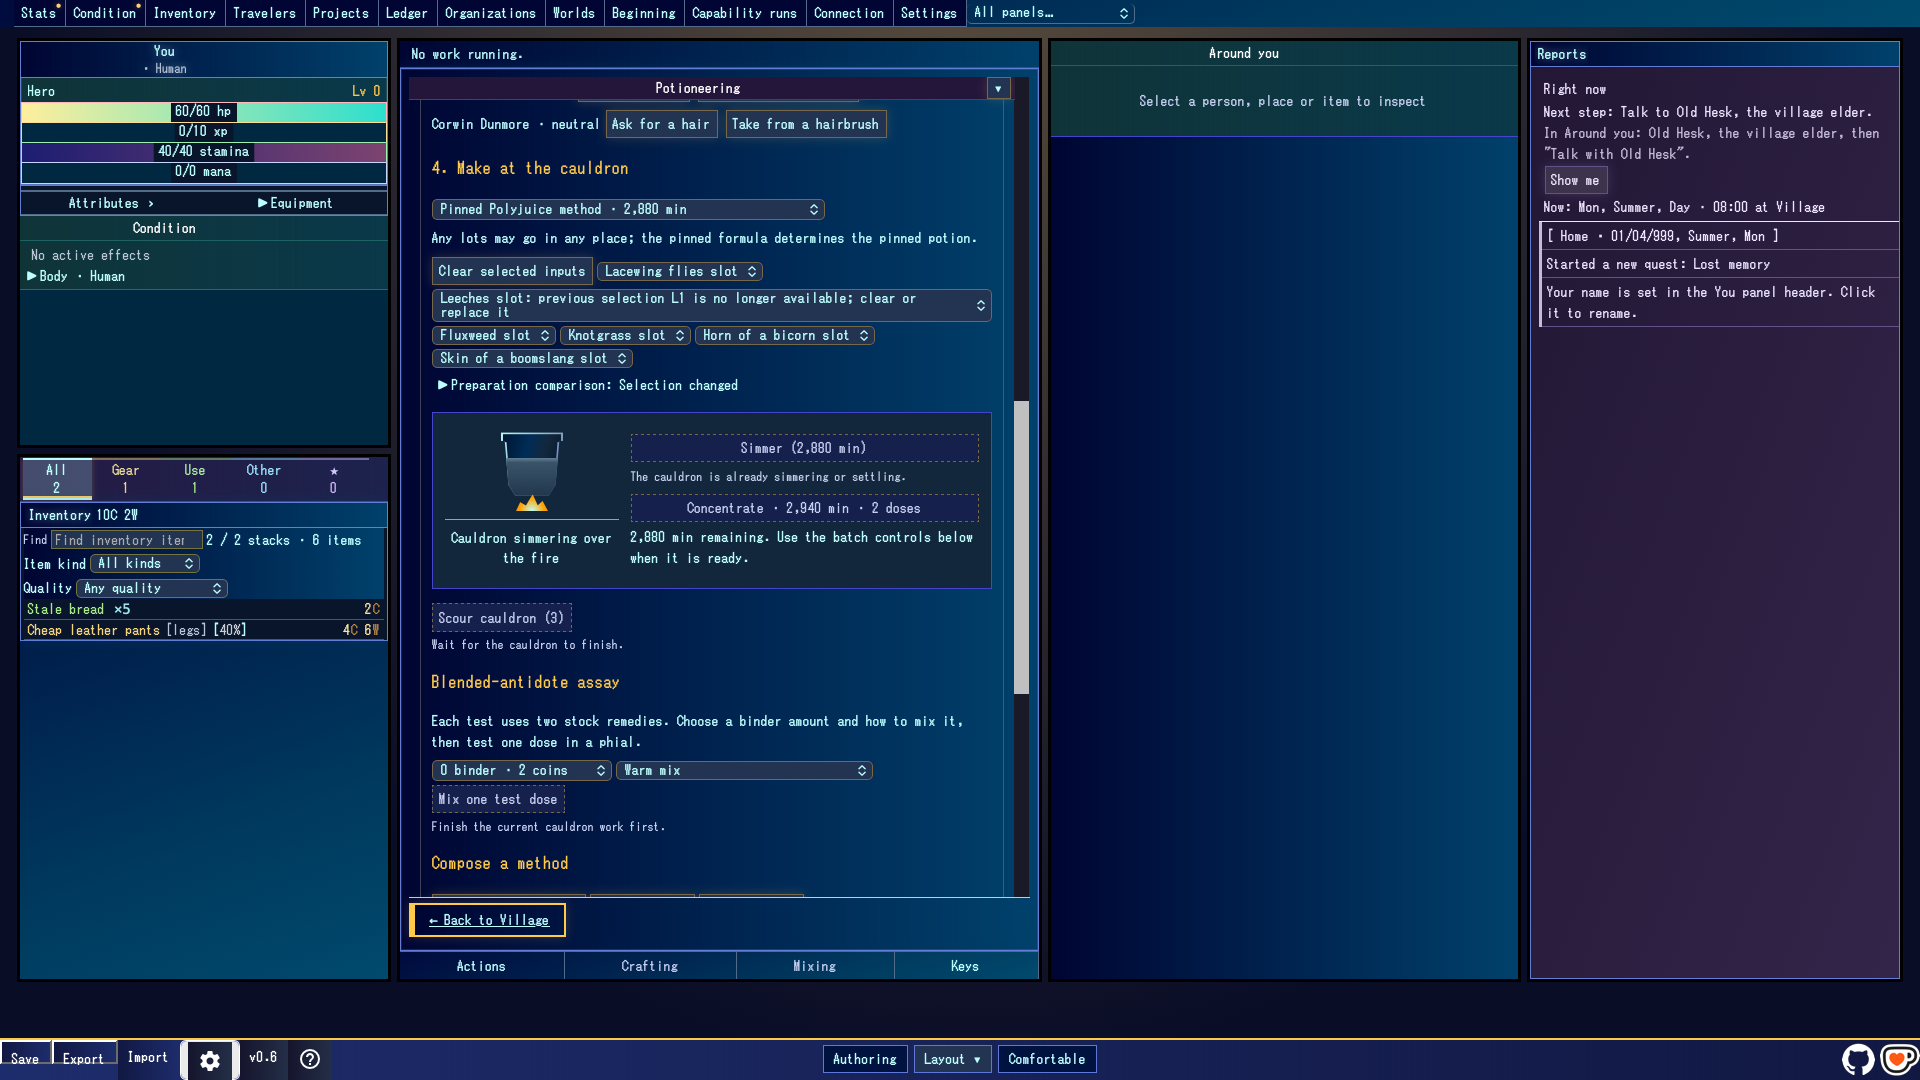 Stats Condition Inventory Travelers Projects Ledger Organizations Worlds Beginning Capability runs Connection Settings All panels…
You
· Human
Hero Lv 0
60/60 hp
0/10 xp
40/40 stamina
0/0 mana
Attributes › ▶Equipment
Condition
No active effects
▶Body · Human
All Gear Use Other ★
2 1 1 0 0
Inventory 10C 2W
Find Find inventory iter 2 / 2 stacks · 6 items
Item kind All kinds
Quality Any quality
Stale bread ×5 2C
Cheap leather pants [legs] [40%] 4C 6W
No work running.
Potioneering ▼
Corwin Dunmore · neutral Ask for a hair Take from a hairbrush
4. Make at the cauldron
Pinned Polyjuice method · 2,880 min
Any lots may go in any place; the pinned formula determines the pinned potion.
Clear selected inputs Lacewing flies slot
Leeches slot: previous selection L1 is no longer available; clear or
replace it
Fluxweed slot Knotgrass slot Horn of a bicorn slot
Skin of a boomslang slot
▶Preparation comparison: Selection changed
Simmer (2,880 min)
The cauldron is already simmering or settling.
Concentrate · 2,940 min · 2 doses
2,880 min remaining. Use the batch controls below
when it is ready.
Cauldron simmering over
the fire
Scour cauldron (3)
Wait for the cauldron to finish.
Blended-antidote assay
Each test uses two stock remedies. Choose a binder amount and how to mix it,
then test one dose in a phial.
0 binder · 2 coins Warm mix
Mix one test dose
Finish the current cauldron work first.
Compose a method
← Back to Village
Actions Crafting Mixing Keys
Around you
Select a person, place or item to inspect
Reports
Right now
Next step: Talk to Old Hesk, the village elder.
In Around you: Old Hesk, the village elder, then
"Talk with Old Hesk".
Show me
Now: Mon, Summer, Day · 08:00 at Village
[ Home · 01/04/999, Summer, Mon ]
Started a new quest: Lost memory
Your name is set in the You panel header. Click
it to rename.
Save Export Import v0.6 ?
Authoring Layout ▼ Comfortable